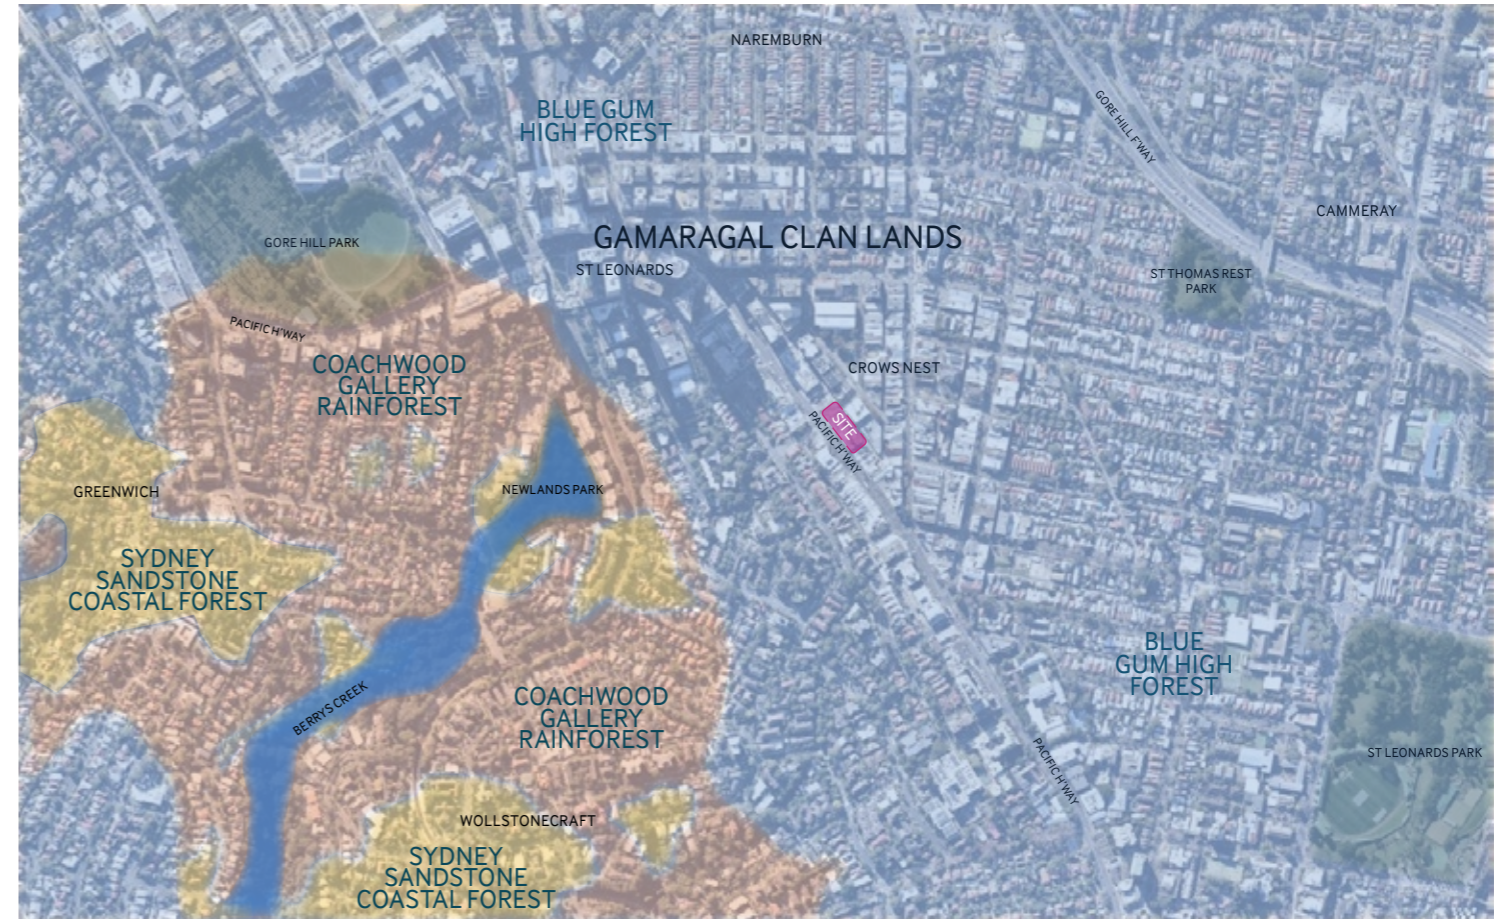 NAREMBURN
BLUE GUM
HIGH FOREST
GORE HILL F'WAY
CAMMERAY
GAMARAGAL CLAN LANDS
GORE HILL PARK
ST LEONARDS
ST THOMAS REST
PARK
PACIFIC H'WAY
COACHWOOD
GALLERY
RAINFOREST
CROWS NEST
SITE
PACIFIC H'WAY
GREENWICH
NEWLANDS PARK
SYDNEY
SANDSTONE
COASTAL FOREST
BLUE
GUM HIGH
FOREST
BERRYS CREEK
COACHWOOD
GALLERY
RAINFOREST
PACIFIC H'WAY
ST LEONARDS PARK
WOLLSTONECRAFT
SYDNEY
SANDSTONE
COASTAL FOREST